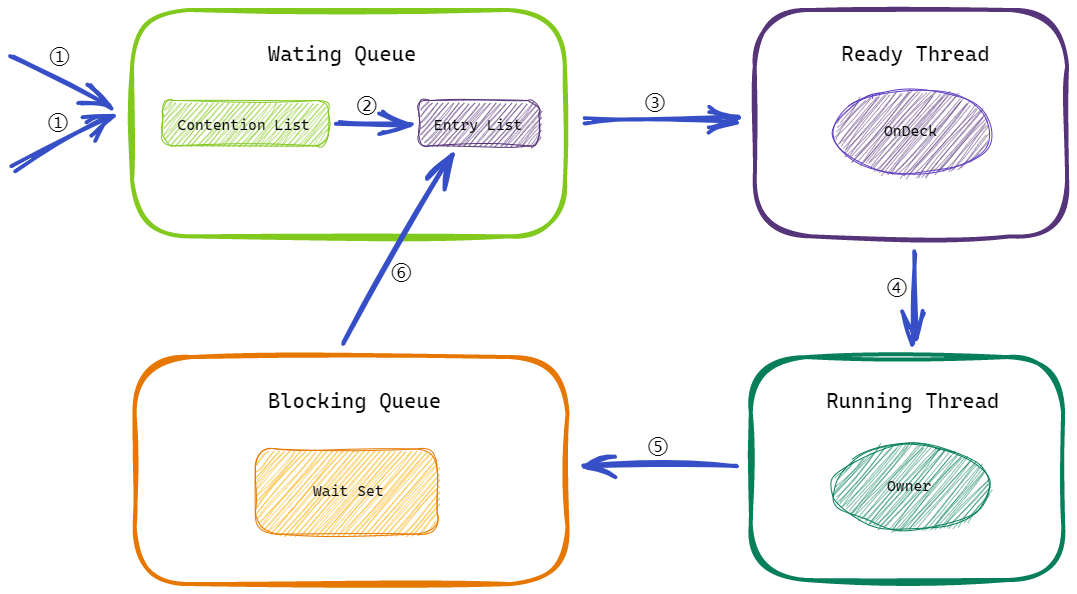 Wating Queue
Ready Thread
①
①
Contention List
②
Entry List
③
OnDeck
⑥
④
Blocking Queue
Running Thread
Wait Set
⑤
Owner